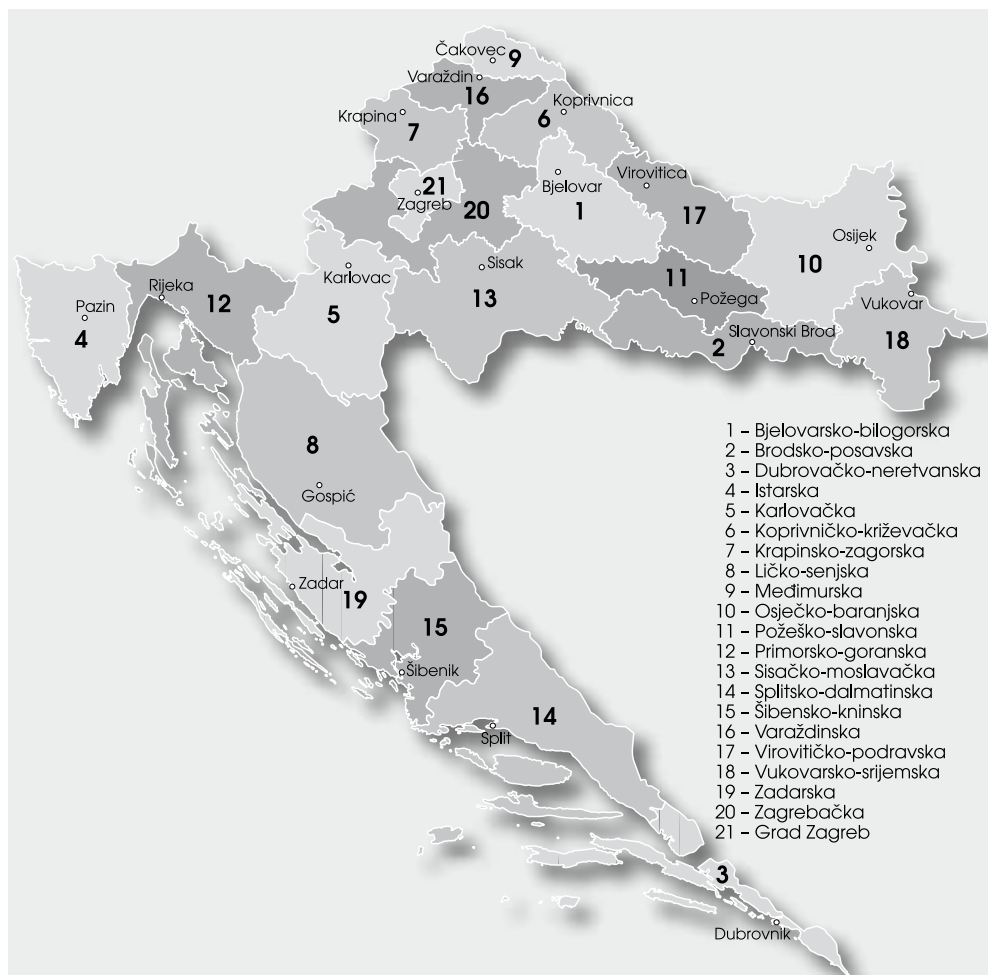 Čakovec
9
Varaždin
16
Koprivnica
Krapina
7
6
Virovitica
Bjelovar
21
Zagreb
20
1
17
Osijek
Sisak
Karlovac
10
11
Rijeka
12
13
Požega
Vukovar
Pazin
5
4
Slavonski Brod
2
18
8
Gospić
Zadar
19
15
Šibenik
14
Split
3
Dubrovnik
1 – Bjelovarsko-bilogorska
2 – Brodsko-posavska
3 – Dubrovačko-neretvanska
4 – Istarska
5 – Karlovačka
6 – Koprivničko-križevačka
7 – Krapinsko-zagorska
8 – Ličko-senjska
9 – Međimurska
10 – Osječko-baranjska
11 – Požeško-slavonska
12 – Primorsko-goranska
13 – Sisačko-moslavačka
14 – Splitsko-dalmatinska
15 – Šibensko-kninska
16 – Varaždinska
17 – Virovitičko-podravska
18 – Vukovarsko-srijemska
19 – Zadarska
20 – Zagrebačka
21 – Grad Zagreb